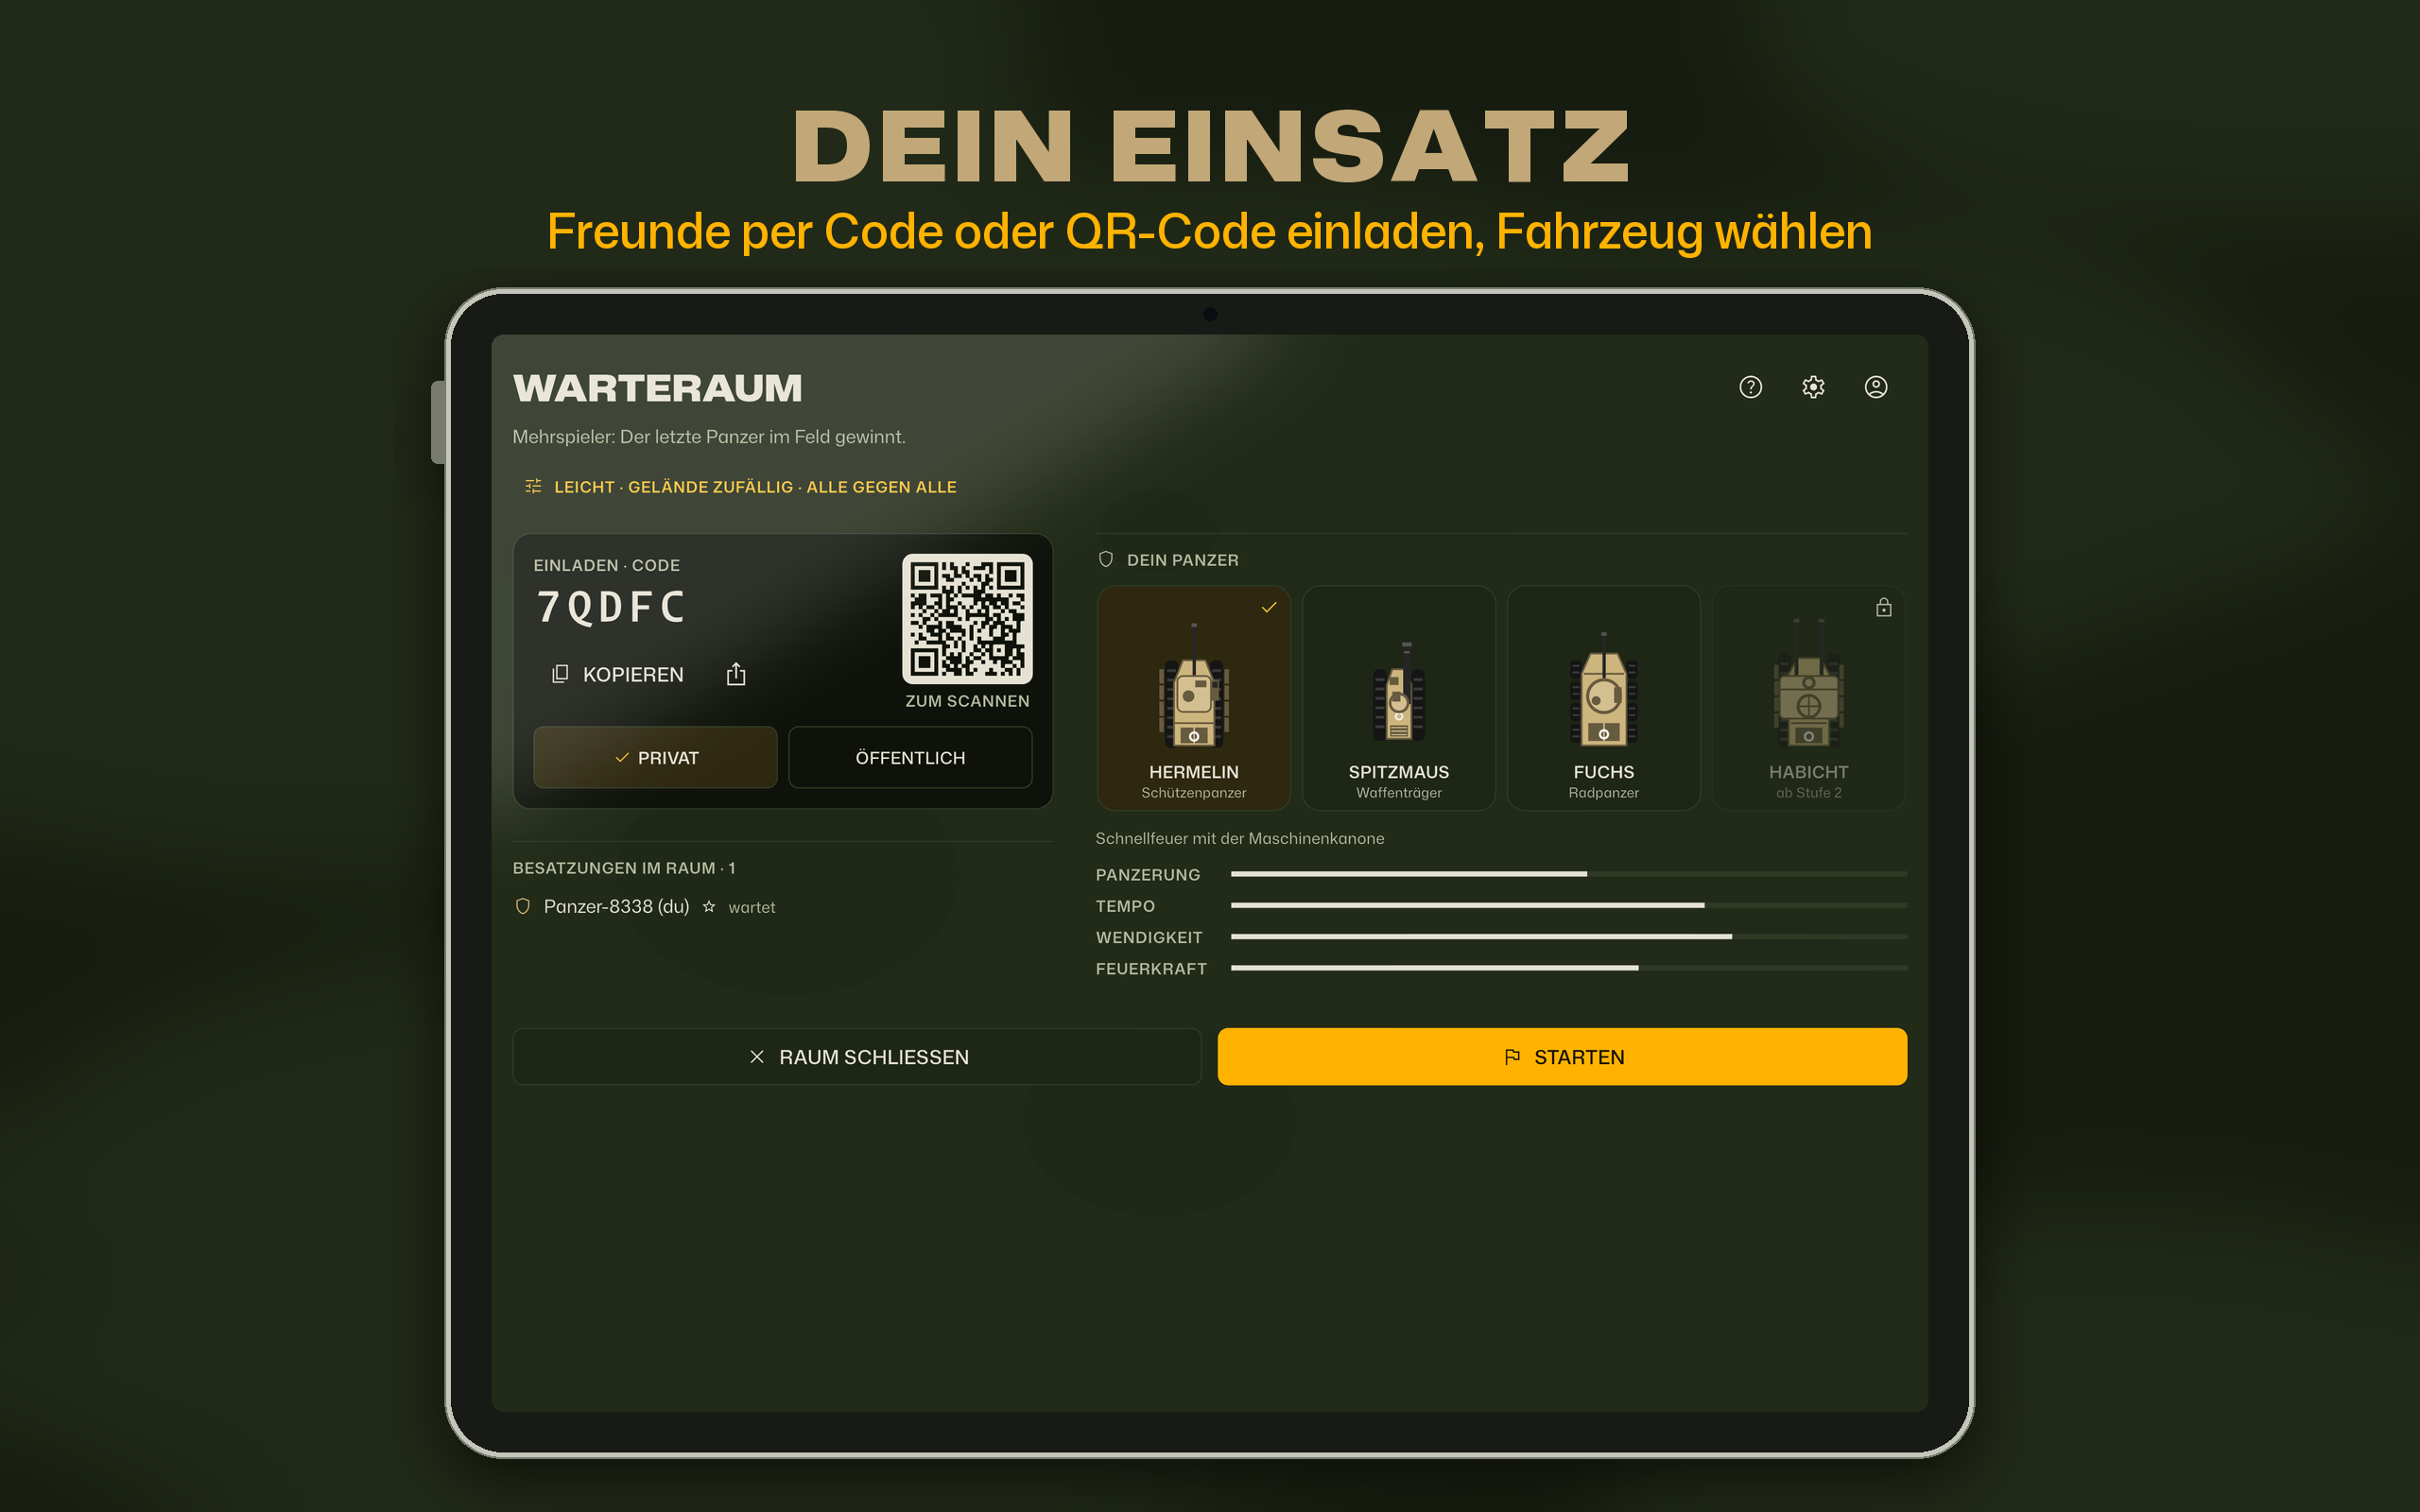 DEIN EINSATZ
Freunde per Code oder QR-Code einladen, Fahrzeug wählen
WARTERAUM
Mehrspieler: Der letzte Panzer im Feld gewinnt.
LEICHT · GELÄNDE ZUFÄLLIG · ALLE GEGEN ALLE
EINLADEN · CODE
7QDFC
KOPIEREN
ZUM SCANNEN
PRIVAT
ÖFFENTLICH
BESATZUNGEN IM RAUM · 1
Panzer-8338 (du) wartet
DEIN PANZER
HERMELIN
Schützenpanzer
SPITZMAUS
Waffenträger
FUCHS
Radpanzer
HABICHT
ab Stufe 2
Schnellfeuer mit der Maschinenkanone
PANZERUNG
TEMPO
WENDIGKEIT
FEUERKRAFT
RAUM SCHLIESSEN
STARTEN